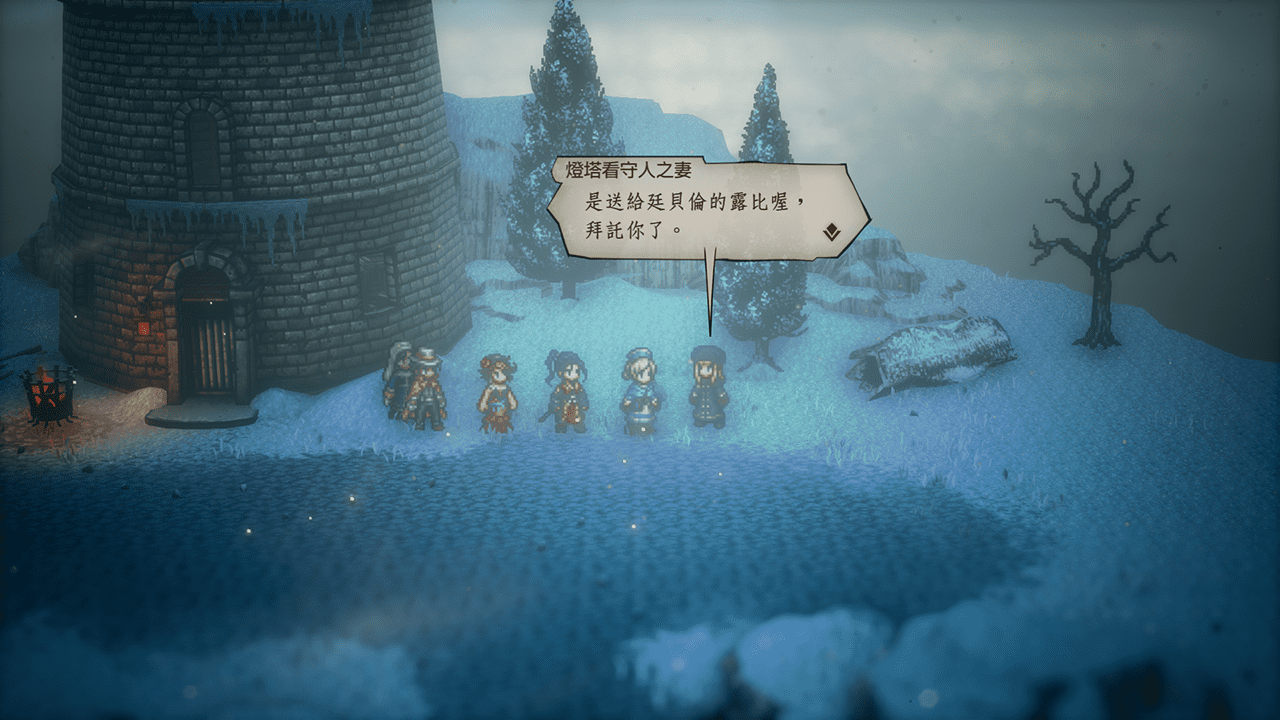 燈塔看守人之妻
是送給廷貝倫的露比喔，
拜託你了。